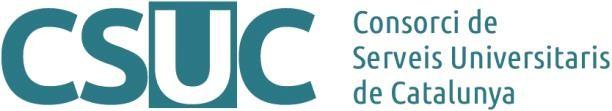 CSUC
Consorci de
Serveis Universitaris
de Catalunya